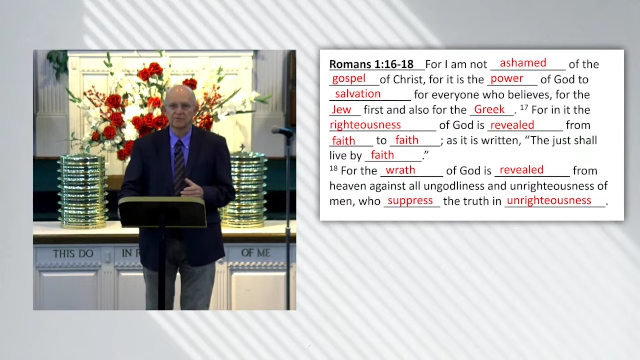 Romans 1:16-18 For I am not ashamed of the
gospel of Christ, for it is the power of God to
salvation for everyone who believes, for the
Jew first and also for the Greek. 17 For in it the
righteousness of God is revealed from
faith to faith; as it is written, “The just shall
live by faith.”
18 For the wrath of God is revealed from
heaven against all ungodliness and unrighteousness of
men, who suppress the truth in unrighteousness.
THIS DO IN OF ME